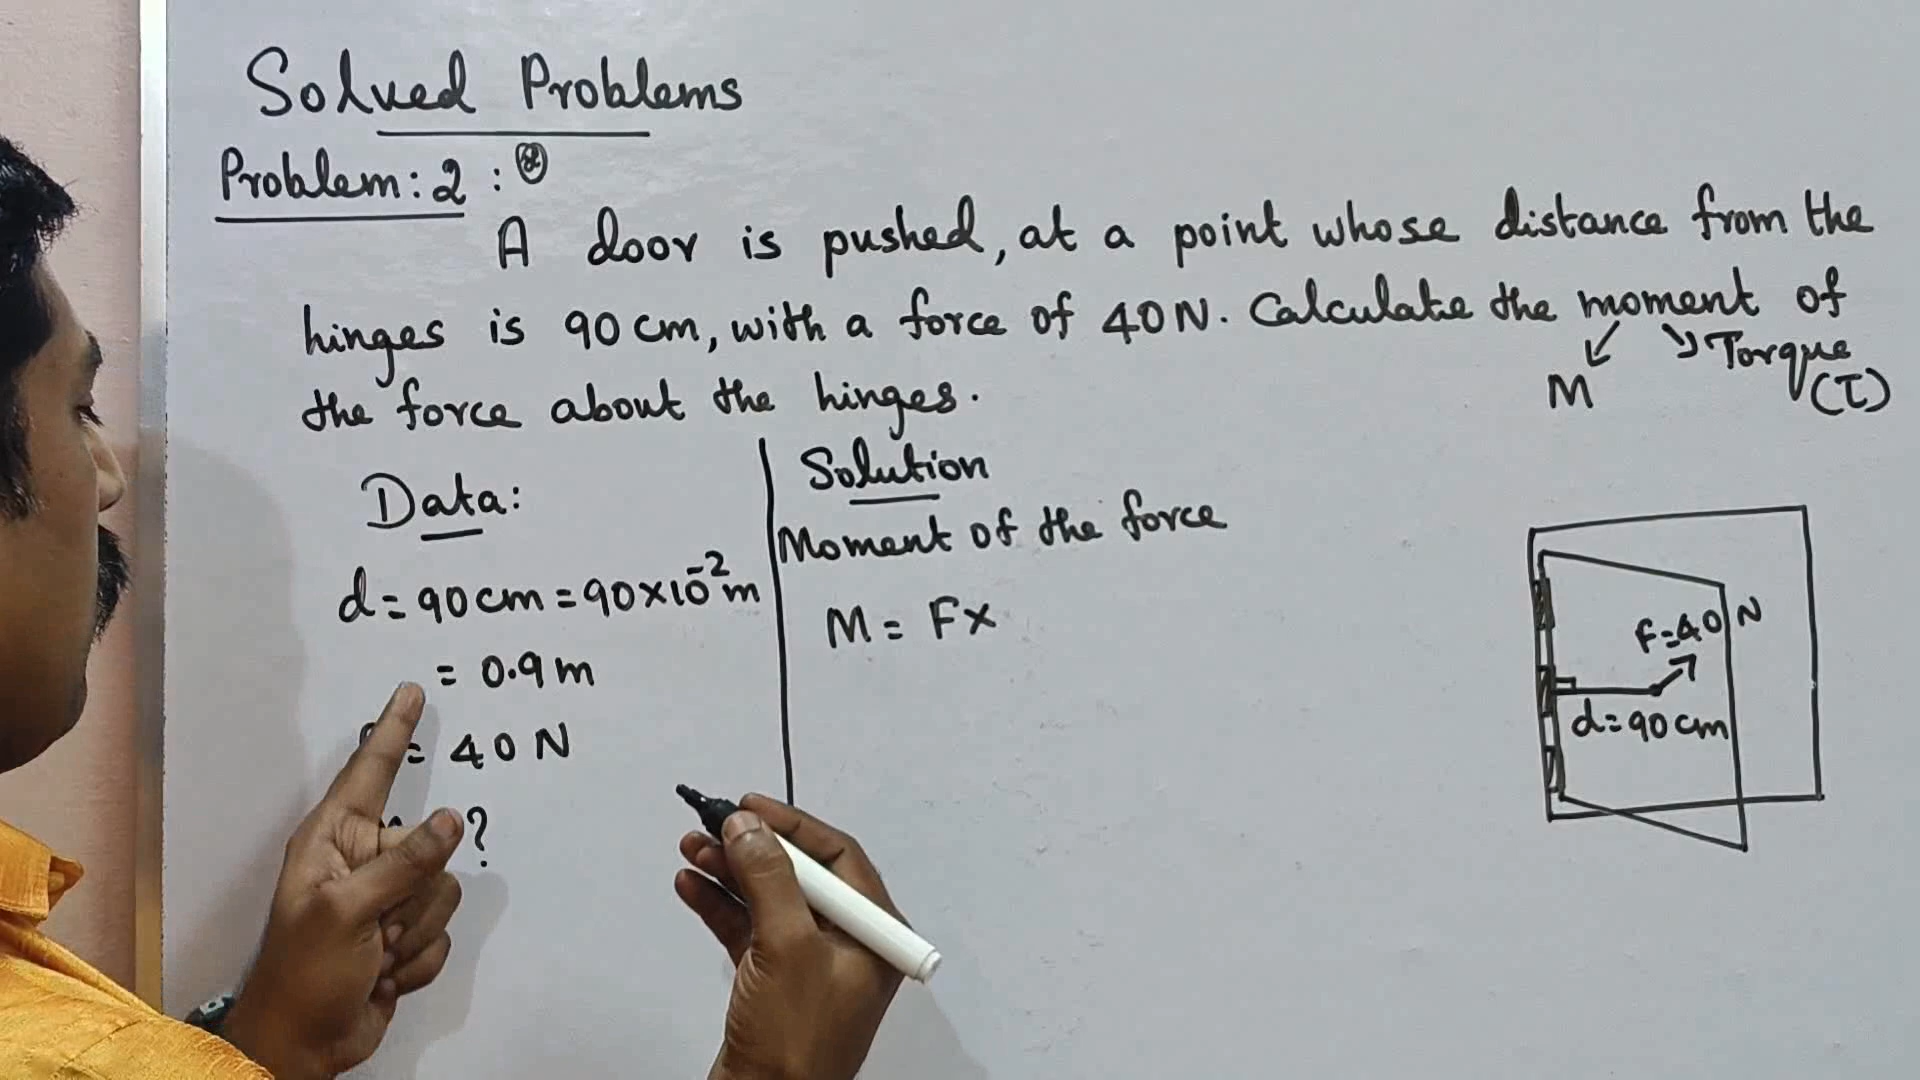 Solved Problems
Problem: 2 :
A door is pushed, at a point whose distance from the
hinges is 90 cm, with a force of 40 N. Calculate the moment of
the force about the hinges.
M
Torque
(τ)
Data:
d = 90 cm = 90 × 10⁻² m
= 0.9 m
= 40 N
?
Solution
Moment of the force
M = F ×
F = 40 N
d = 90 cm